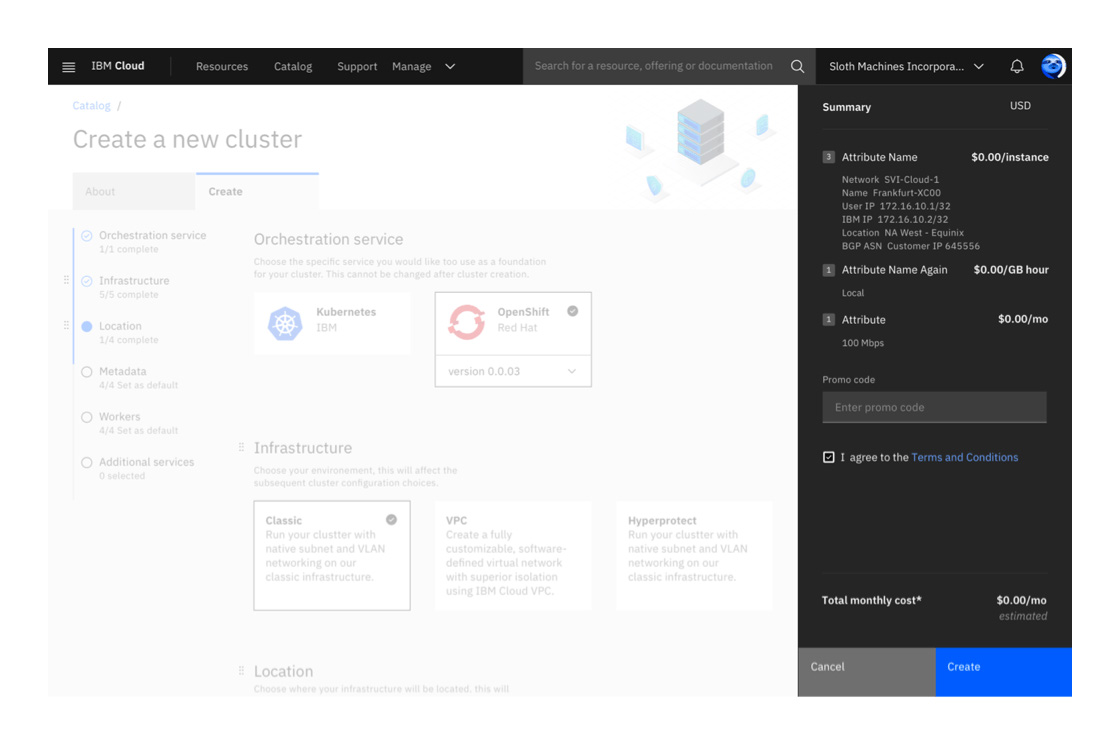 IBM Cloud
Resources
Catalog
Support
Manage
Search for a resource, offering or documentation
Sloth Machines Incorpora...
Catalog /
Create a new cluster
About
Create
Orchestration service
1/1 complete
Infrastructure
5/5 complete
Location
1/4 complete
Metadata
4/4 Set as default
Workers
4/4 Set as default
Additional services
0 selected
Orchestration service
Choose the specific service you would like too use as a foundation
for your cluster. This cannot be changed after cluster creation.
Kubernetes
IBM
OpenShift
Red Hat
version 0.0.03
Infrastructure
Choose your environement, this will affect the
subsequent cluster configuration choices.
Classic
Run your clustter with
native subnet and VLAN
networking on our
classic infrastructure.
VPC
Create a fully
customizable, software-
defined virtual network
with superior isolation
using IBM Cloud VPC.
Hyperprotect
Run your clustter with
native subnet and VLAN
networking on our
classic infrastructure.
Location
Choose where your infrastructure will be located. this will
Summary
USD
3 Attribute Name $0.00/instance
Network SVI-Cloud-1
Name Frankfurt-XC00
User IP 172.16.10.1/32
IBM IP 172.16.10.2/32
Location NA West - Equinix
BGP ASN Customer IP 645556
1 Attribute Name Again $0.00/GB hour
Local
1 Attribute $0.00/mo
100 Mbps
Promo code
Enter promo code
I agree to the Terms and Conditions
Total monthly cost* $0.00/mo
estimated
Cancel
Create